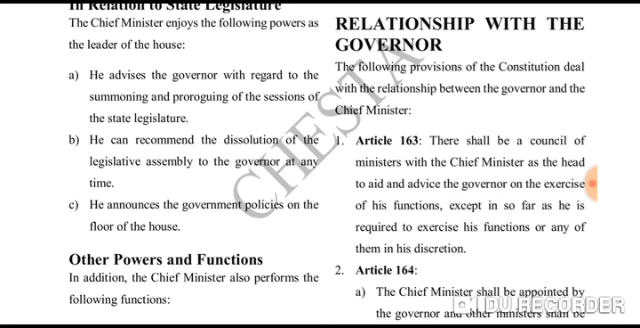 In Relation to State Legislature
The Chief Minister enjoys the following powers as
the leader of the house:
a) He advises the governor with regard to the
summoning and proroguing of the sessions of
the state legislature.
b) He can recommend the dissolution of the
legislative assembly to the governor at any
time.
c) He announces the government policies on the
floor of the house.
Other Powers and Functions
In addition, the Chief Minister also performs the
following functions:
RELATIONSHIP WITH THE
GOVERNOR
The following provisions of the Constitution deal
with the relationship between the governor and the
Chief Minister:
1. Article 163: There shall be a council of
ministers with the Chief Minister as the head
to aid and advice the governor on the exercise
of his functions, except in so far as he is
required to exercise his functions or any of
them in his discretion.
2. Article 164:
a) The Chief Minister shall be appointed by
the governor and other ministers shall be
CHESTA
DU RECORDER